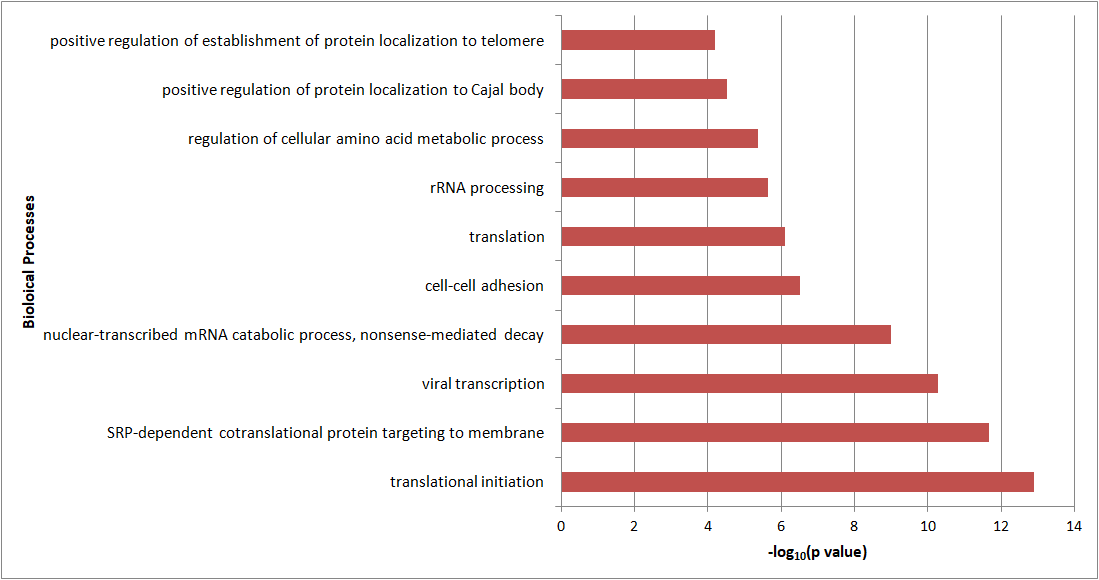 positive regulation of establishment of protein localization to telomere
positive regulation of protein localization to Cajal body
regulation of cellular amino acid metabolic process
rRNA processing
translation
cell-cell adhesion
nuclear-transcribed mRNA catabolic process, nonsense-mediated decay
viral transcription
SRP-dependent cotranslational protein targeting to membrane
translational initiation
Bioloical Processes
0 2 4 6 8 10 12 14
-log₁₀(p value)